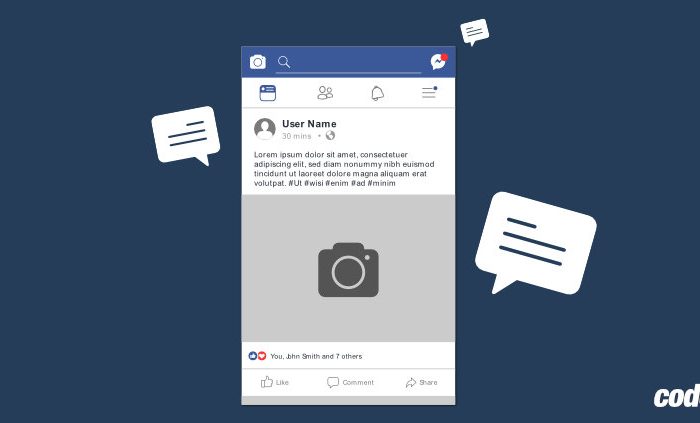 User Name
30 mins
Lorem ipsum dolor sit amet, consectetuer
adipiscing elit, sed diam nonummy nibh euismod
tincidunt ut laoreet dolore magna aliquam erat
volutpat. #Ut #wisi #enim #ad #minim
You, John Smith and 7 others
Like Comment Share
cod